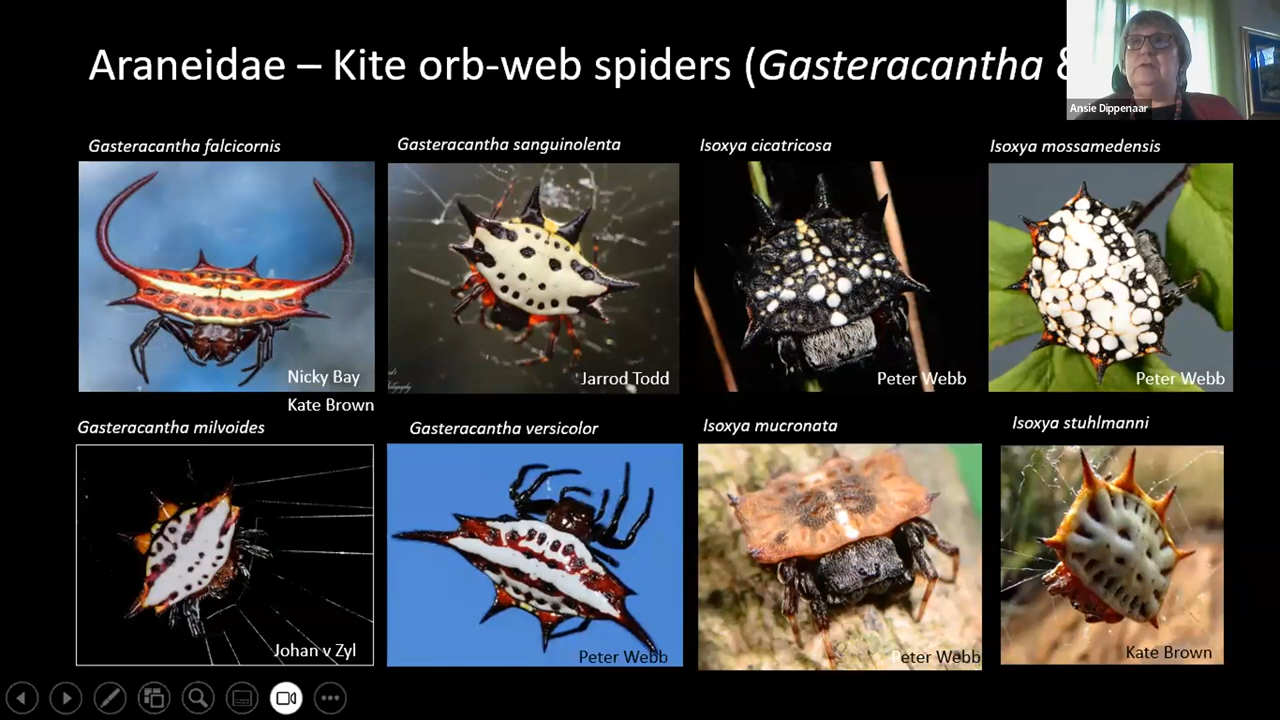 Araneidae – Kite orb-web spiders (Gasteracantha &
Ansie Dippenaar
Gasteracantha falcicornis
Gasteracantha sanguinolenta
Isoxya cicatricosa
Isoxya mossamedensis
Nicky Bay
Jarrod Todd
Peter Webb
Peter Webb
Kate Brown
Gasteracantha milvoides
Gasteracantha versicolor
Isoxya mucronata
Isoxya stuhlmanni
Johan v Zyl
Peter Webb
Peter Webb
Kate Brown